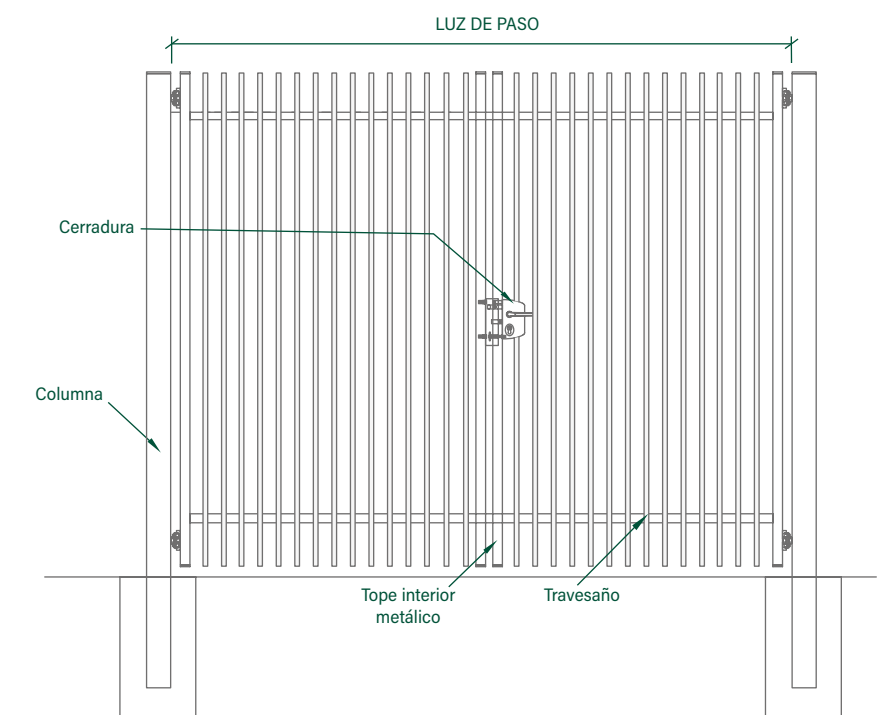 LUZ DE PASO
Cerradura
Columna
Tope interior
metálico
Travesaño